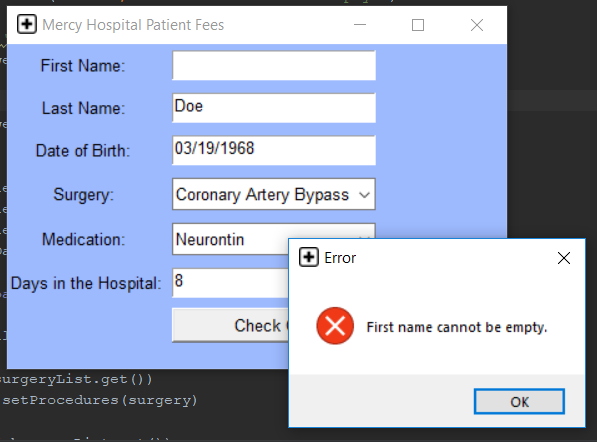 Mercy Hospital Patient Fees
First Name:
Last Name: Doe
Date of Birth: 03/19/1968
Surgery: Coronary Artery Bypass
Medication: Neurontin
Error
Days in the Hospital: 8
Check
First name cannot be empty.
OK
surgeryList.get())
setProcedures(surgery)